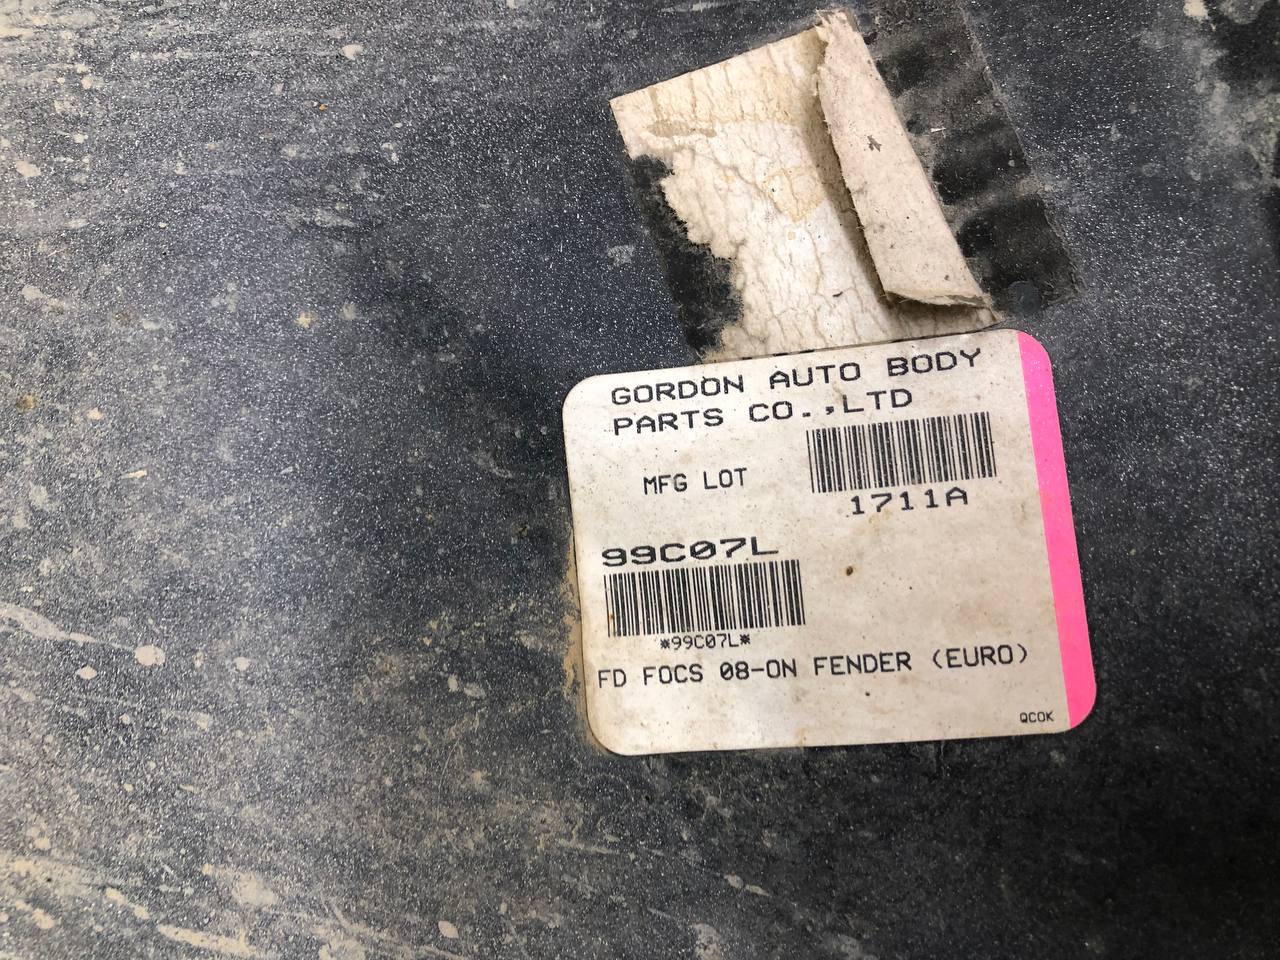 GORDON AUTO BODY
PARTS CO.,LTD
MFG LOT
1711A
99C07L
*99C07L*
FD FOCS 08-ON FENDER (EURO)
QCOK